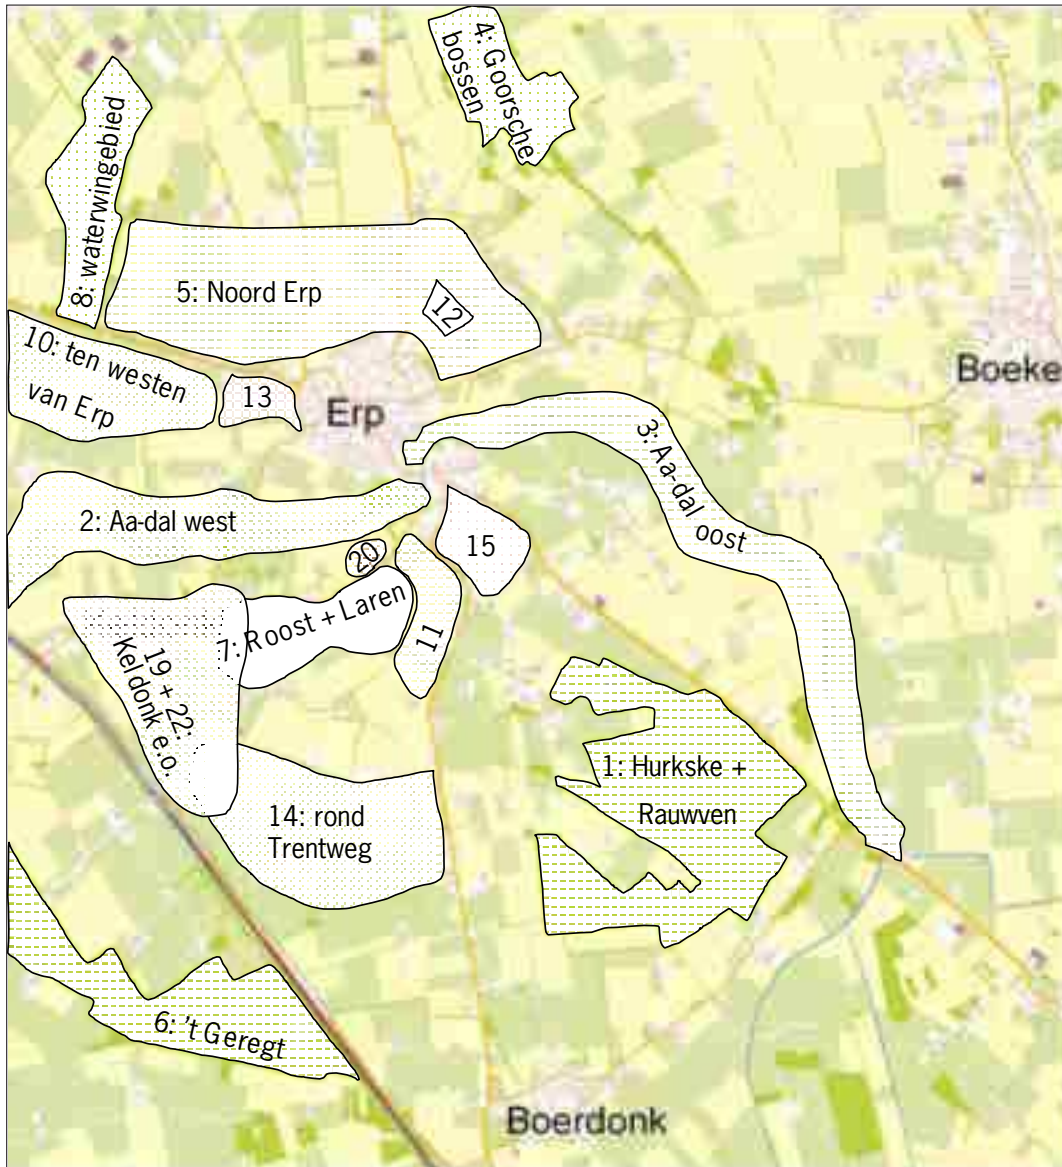 4: Goorsche
bossen
8: waterwingebied
5: Noord Erp
12
10: ten westen
van Erp
13
Erp
Boeke
3: Aa-dal oost
2: Aa-dal west
20
15
7: Roost + Laren
11
19 + 22:
Keldonk e.o.
1: Hurkske +
Rauwven
14: rond
Trentweg
6: 't Geregt
Boerdonk